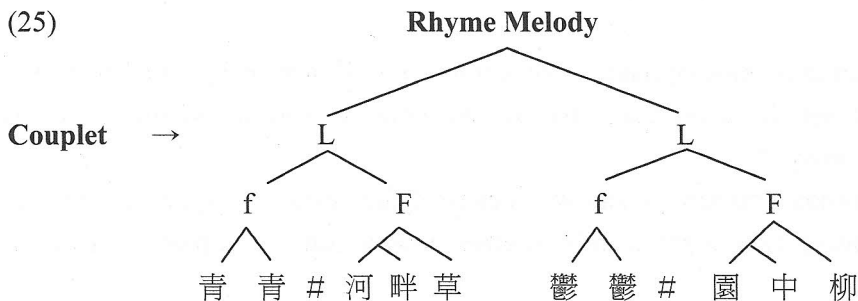 (25) Rhyme Melody
Couplet → L L
f F f F
青 青 # 河 畔 草 鬱 鬱 # 園 中 柳